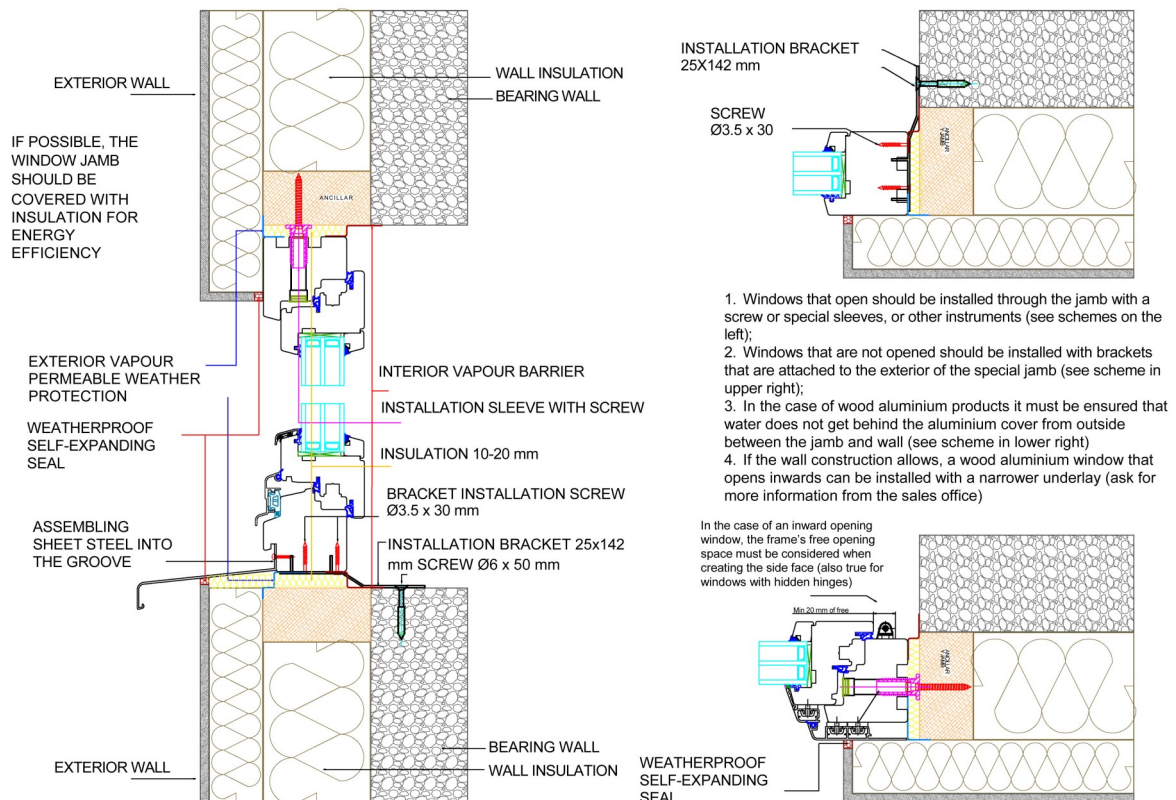 EXTERIOR WALL
IF POSSIBLE, THE
WINDOW JAMB
SHOULD BE
COVERED WITH
INSULATION FOR
ENERGY
EFFICIENCY
WALL INSULATION
BEARING WALL
ANCILLAR
EXTERIOR VAPOUR
PERMEABLE WEATHER
PROTECTION
WEATHERPROOF
SELF-EXPANDING
SEAL
ASSEMBLING
SHEET STEEL INTO
THE GROOVE
EXTERIOR WALL
INTERIOR VAPOUR BARRIER
INSTALLATION SLEEVE WITH SCREW
INSULATION 10-20 mm
BRACKET INSTALLATION SCREW
Ø3.5 x 30 mm
INSTALLATION BRACKET 25x142
mm SCREW Ø6 x 50 mm
BEARING WALL
WALL INSULATION
INSTALLATION BRACKET
25X142 mm
SCREW
Ø3.5 x 30
ANCILLAR
Y JAMB
1. Windows that open should be installed through the jamb with a
screw or special sleeves, or other instruments (see schemes on the
left);
2. Windows that are not opened should be installed with brackets
that are attached to the exterior of the special jamb (see scheme in
upper right);
3. In the case of wood aluminium products it must be ensured that
water does not get behind the aluminium cover from outside
between the jamb and wall (see scheme in lower right)
4. If the wall construction allows, a wood aluminium window that
opens inwards can be installed with a narrower underlay (ask for
more information from the sales office)
In the case of an inward opening
window, the frame's free opening
space must be considered when
creating the side face (also true for
windows with hidden hinges)
Min 20 mm of free
ANCILLAR
Y JAMB
WEATHERPROOF
SELF-EXPANDING
SEAL